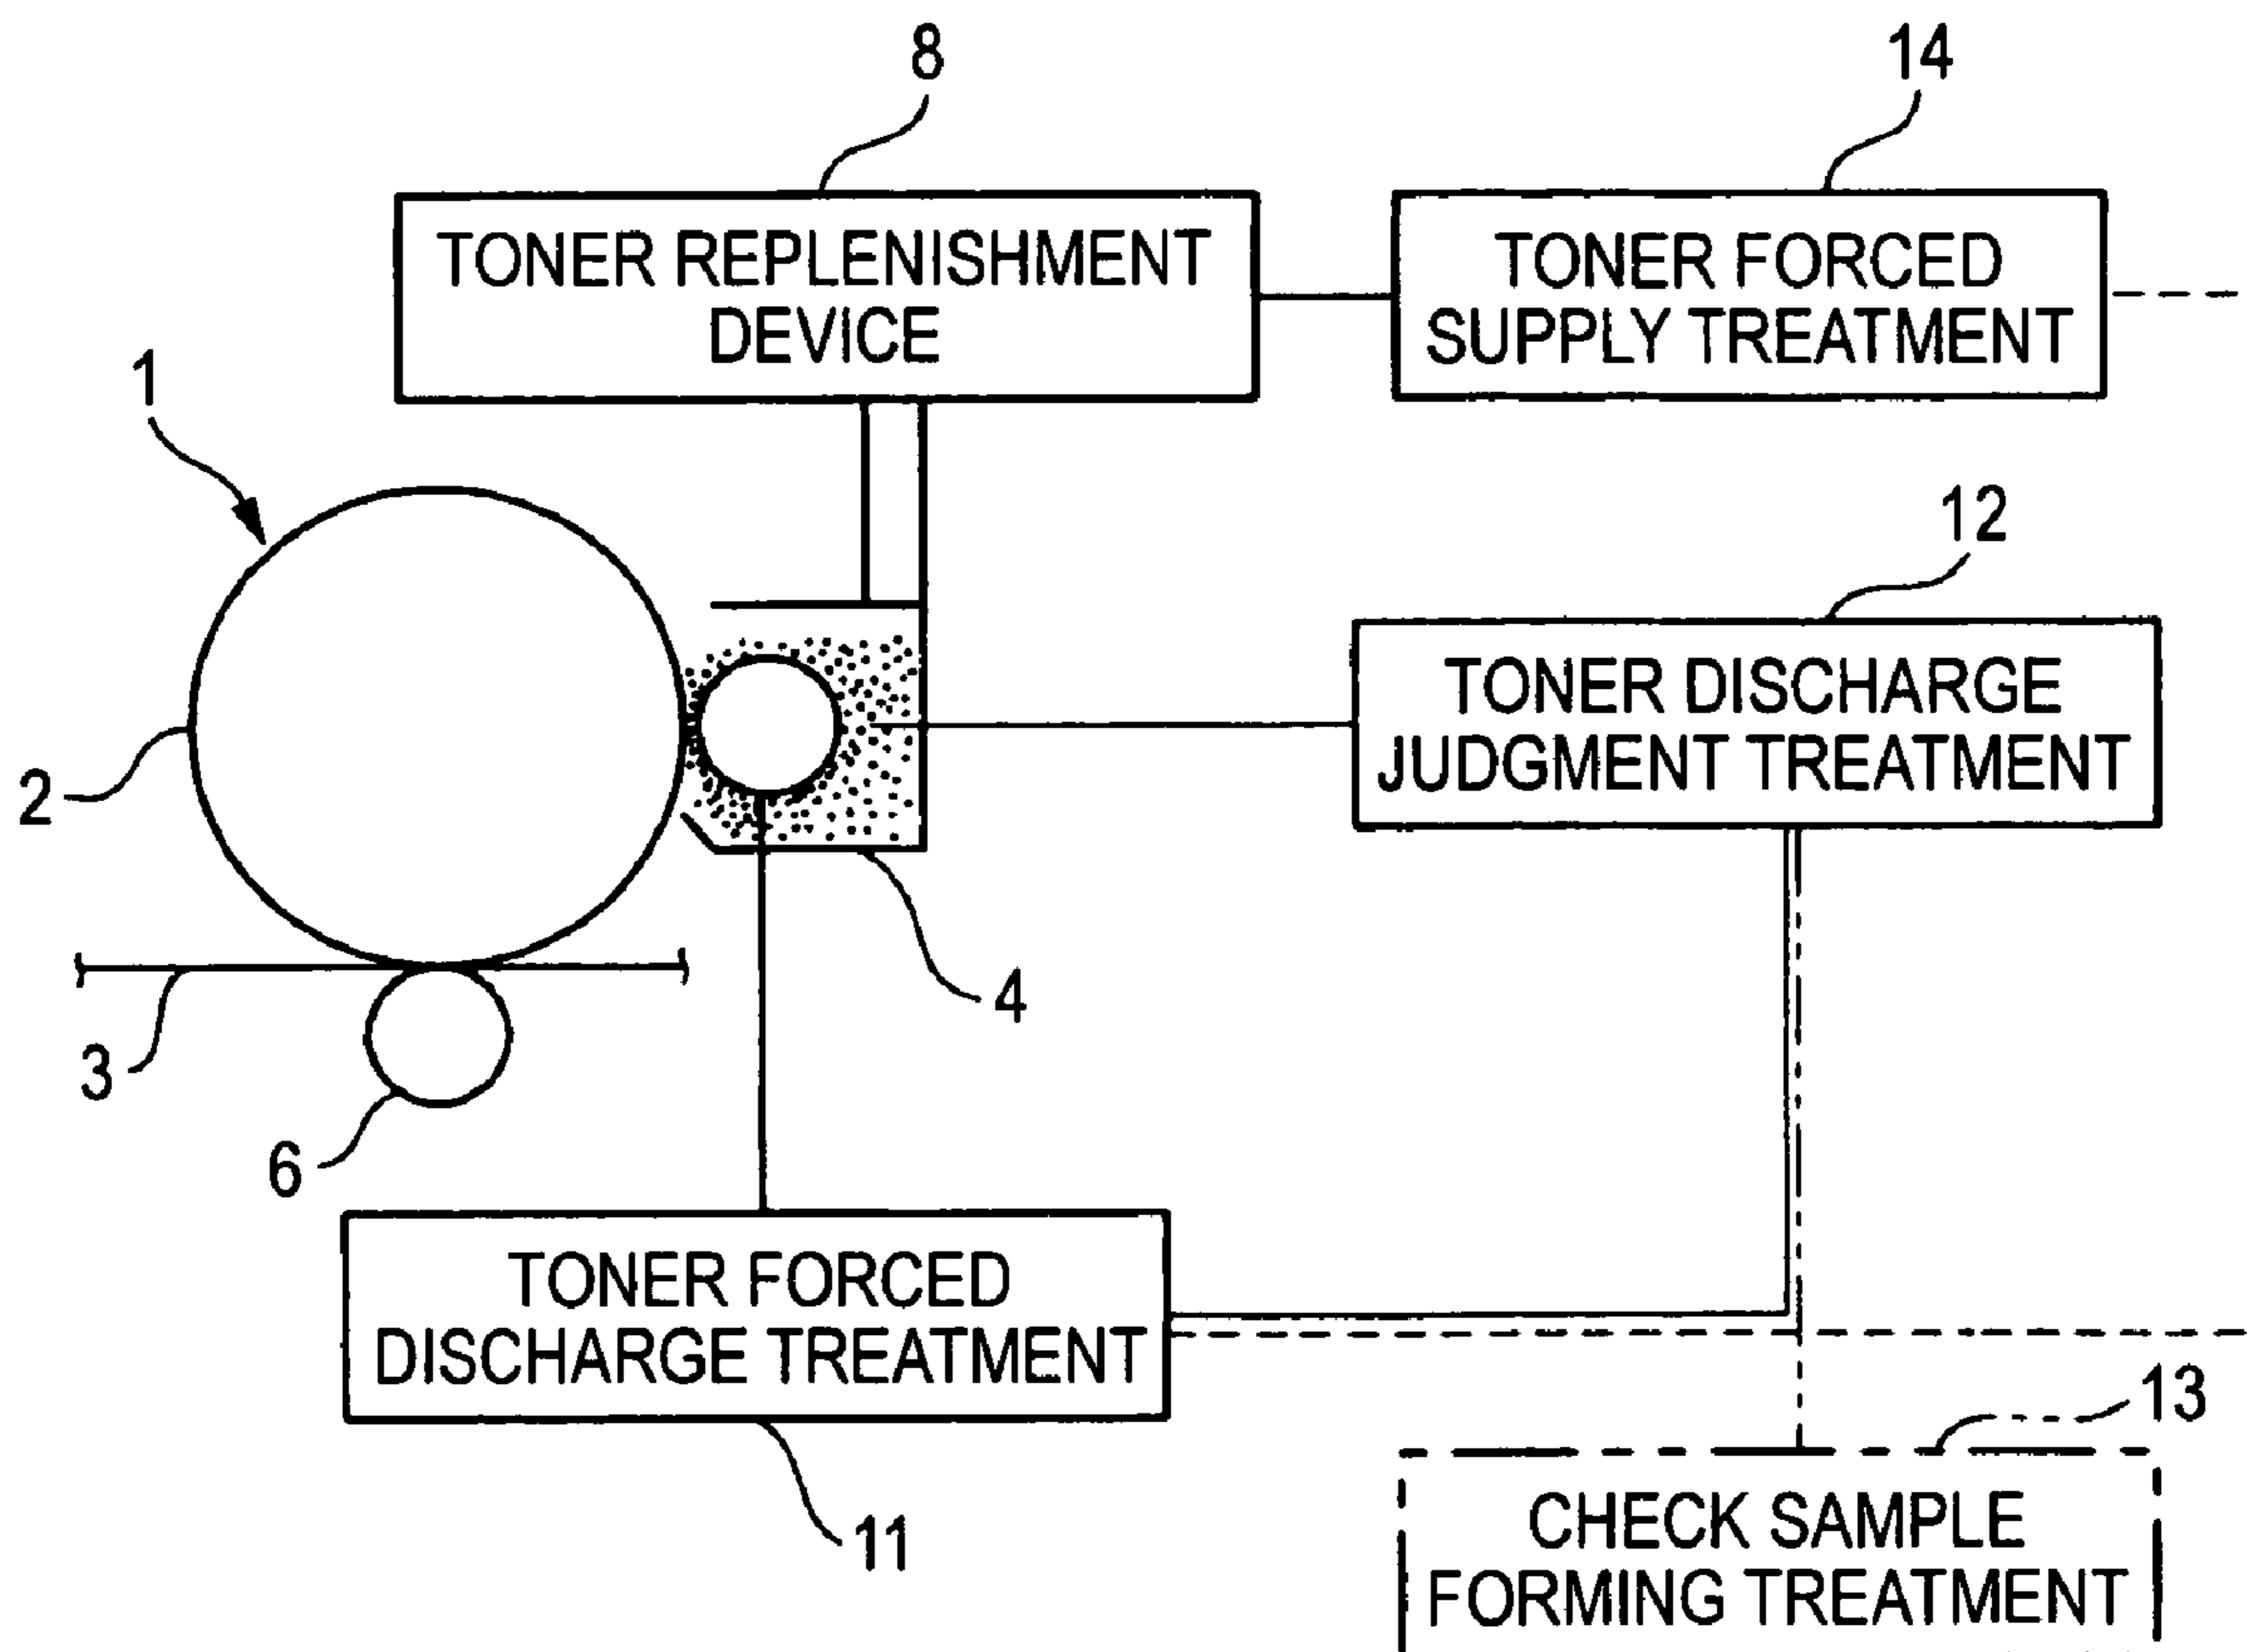 8
14
TONER REPLENISHMENT
DEVICE
TONER FORCED
SUPPLY TREATMENT
1
12
TONER DISCHARGE
JUDGMENT TREATMENT
2
4
3
6
TONER FORCED
DISCHARGE TREATMENT
13
11
CHECK SAMPLE
FORMING TREATMENT